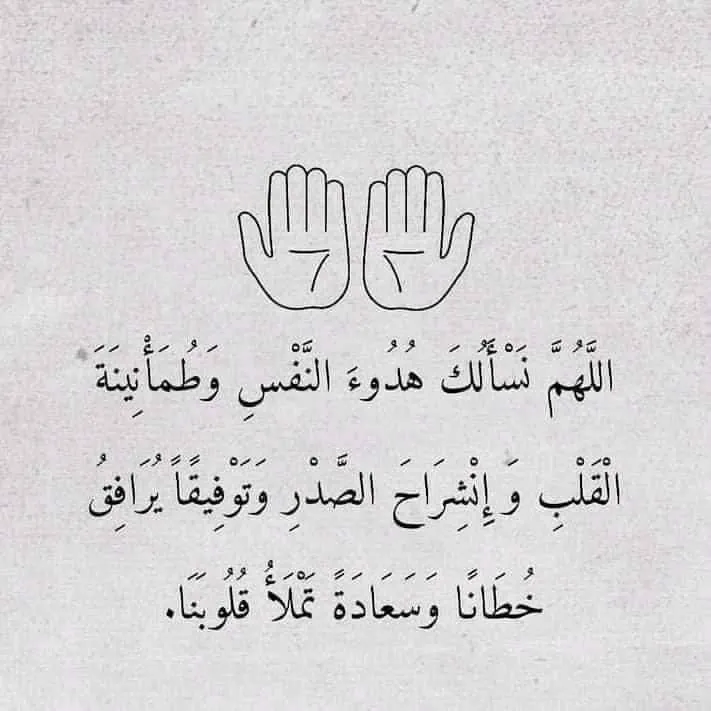 اللَّهُمَّ نَسْأَلُكَ هُدُوءَ النَّفْسِ وَطُمَأْنِينَةَ
الْقَلْبِ وَ إِنْشِرَاحَ الصَّدْرِ وَتَوْفِيقًاً يُرَافِقُ
خُطَانًا وَسَعَادَةً تَمْلَأُ قُلُوبَنَا.